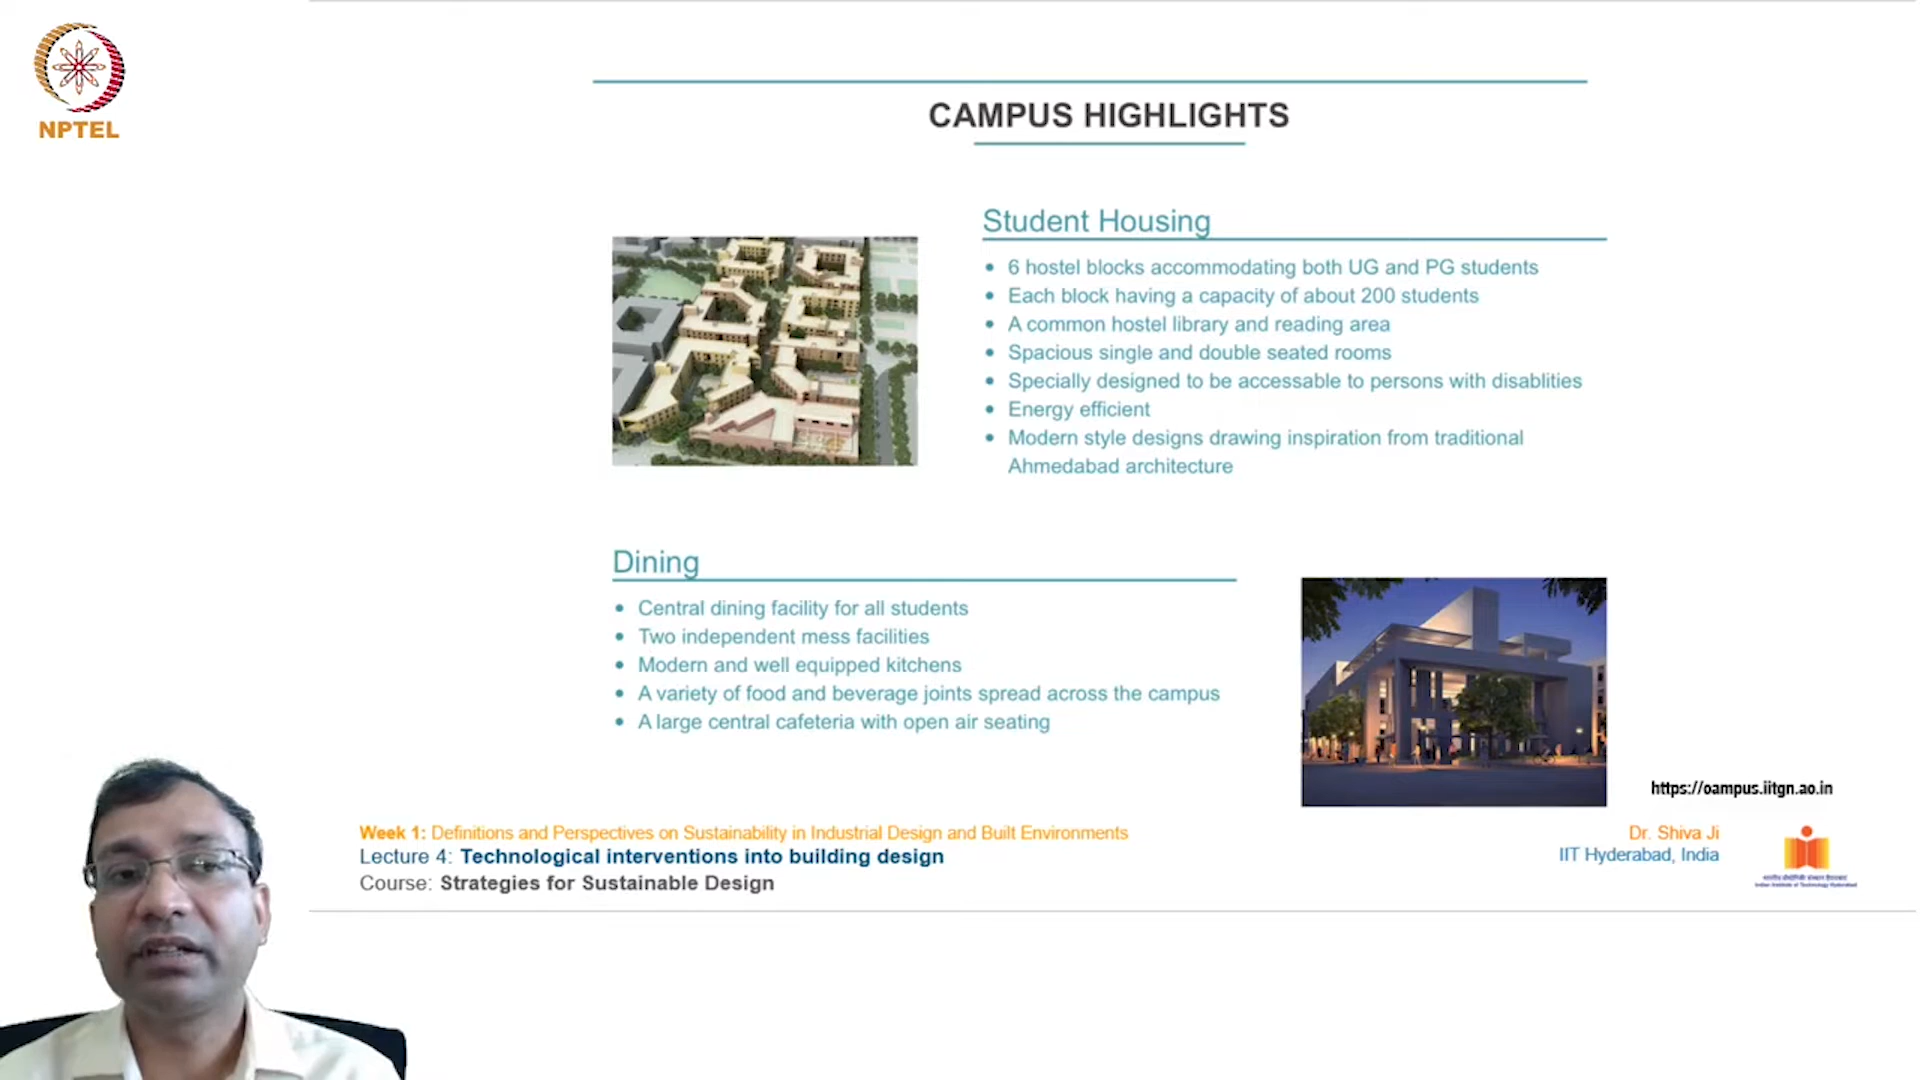 NPTEL
CAMPUS HIGHLIGHTS
Student Housing
• 6 hostel blocks accommodating both UG and PG students
• Each block having a capacity of about 200 students
• A common hostel library and reading area
• Spacious single and double seated rooms
• Specially designed to be accessable to persons with disablities
• Energy efficient
• Modern style designs drawing inspiration from traditional
Ahmedabad architecture
Dining
• Central dining facility for all students
• Two independent mess facilities
• Modern and well equipped kitchens
• A variety of food and beverage joints spread across the campus
• A large central cafeteria with open air seating
https://oampus.iitgn.ao.in
Week 1: Definitions and Perspectives on Sustainability in Industrial Design and Built Environments
Lecture 4: Technological interventions into building design
Course: Strategies for Sustainable Design
Dr. Shiva Ji
IIT Hyderabad, India
Indian Institute of Technology Hyderabad